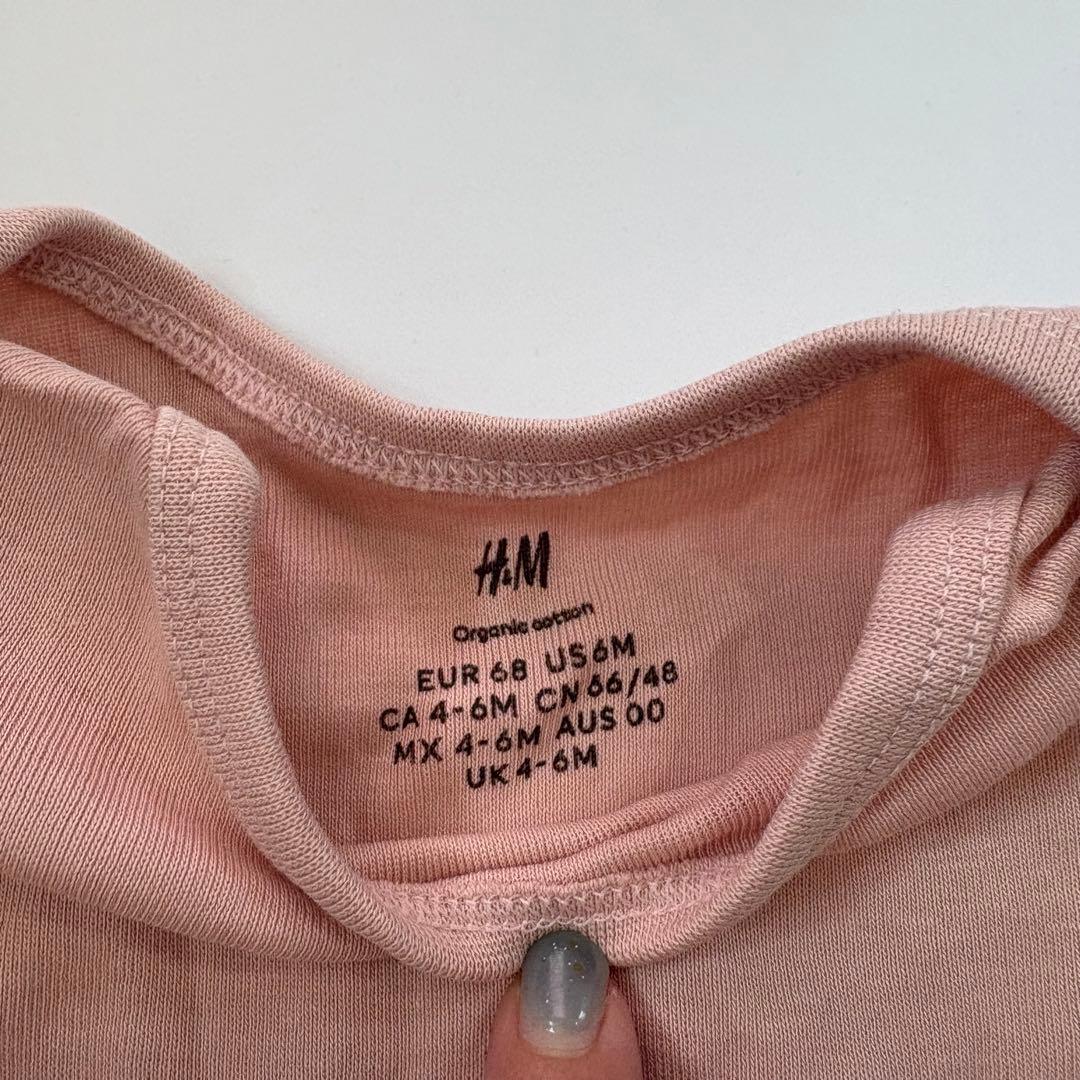 H&M
Organic cotton
EUR 68 US 6M
CA 4-6M CN 66/48
MX 4-6M AUS 00
UK 4-6M